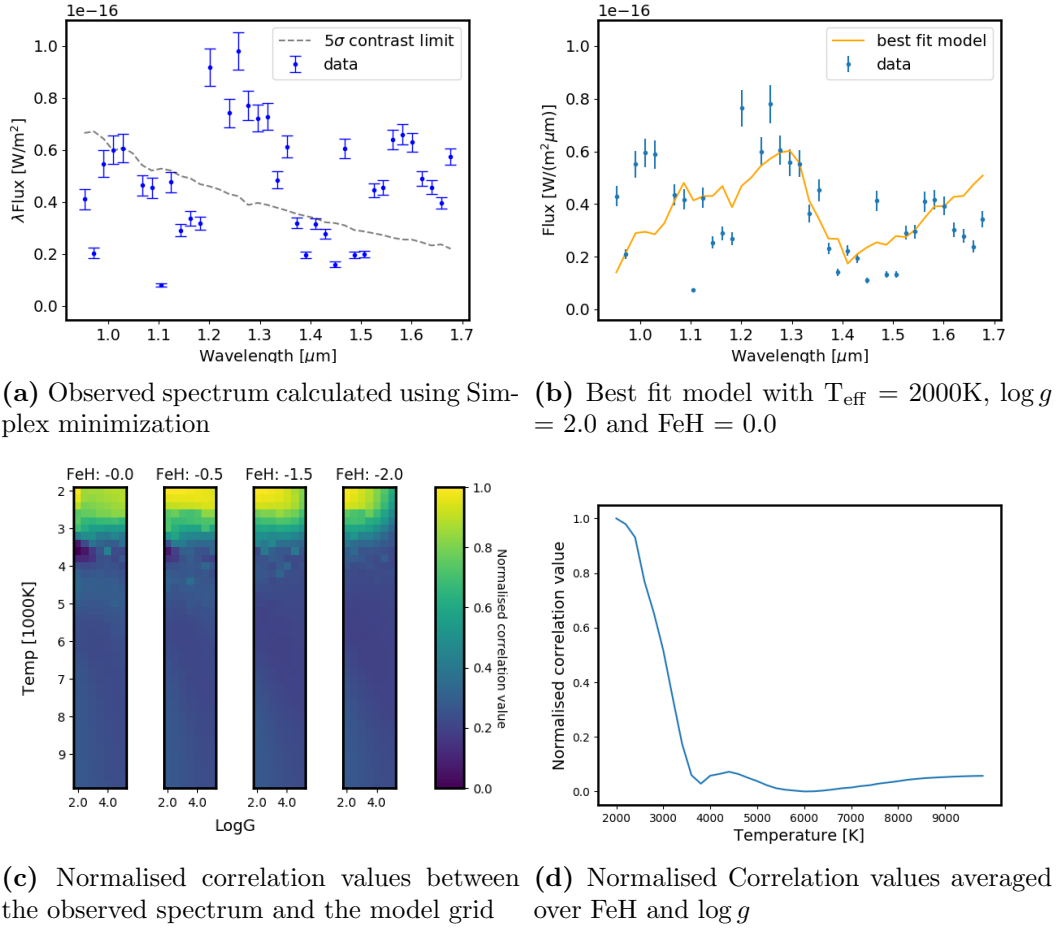 1e−16
5σ contrast limit
data
λFlux [W/m²]
1.0
0.8
0.6
0.4
0.2
0.0
1.0 1.1 1.2 1.3 1.4 1.5 1.6 1.7
Wavelength [μm]
1e−16
best fit model
data
Flux [W/(m²μm)]
1.0
0.8
0.6
0.4
0.2
0.0
1.0 1.1 1.2 1.3 1.4 1.5 1.6 1.7
Wavelength [μm]
(a) Observed spectrum calculated using Sim-
plex minimization
(b) Best fit model with T_eff = 2000K, log g
= 2.0 and FeH = 0.0
FeH: -0.0 FeH: -0.5 FeH: -1.5 FeH: -2.0
Temp [1000K]
2
3
4
5
6
7
8
9
2.0 4.0 2.0 4.0 2.0 4.0 2.0 4.0
LogG
1.0
0.8
0.6
0.4
0.2
0.0
Normalised correlation value
Normalised correlation value
1.0
0.8
0.6
0.4
0.2
0.0
2000 3000 4000 5000 6000 7000 8000 9000
Temperature [K]
(c) Normalised correlation values between
the observed spectrum and the model grid
(d) Normalised Correlation values averaged
over FeH and log g